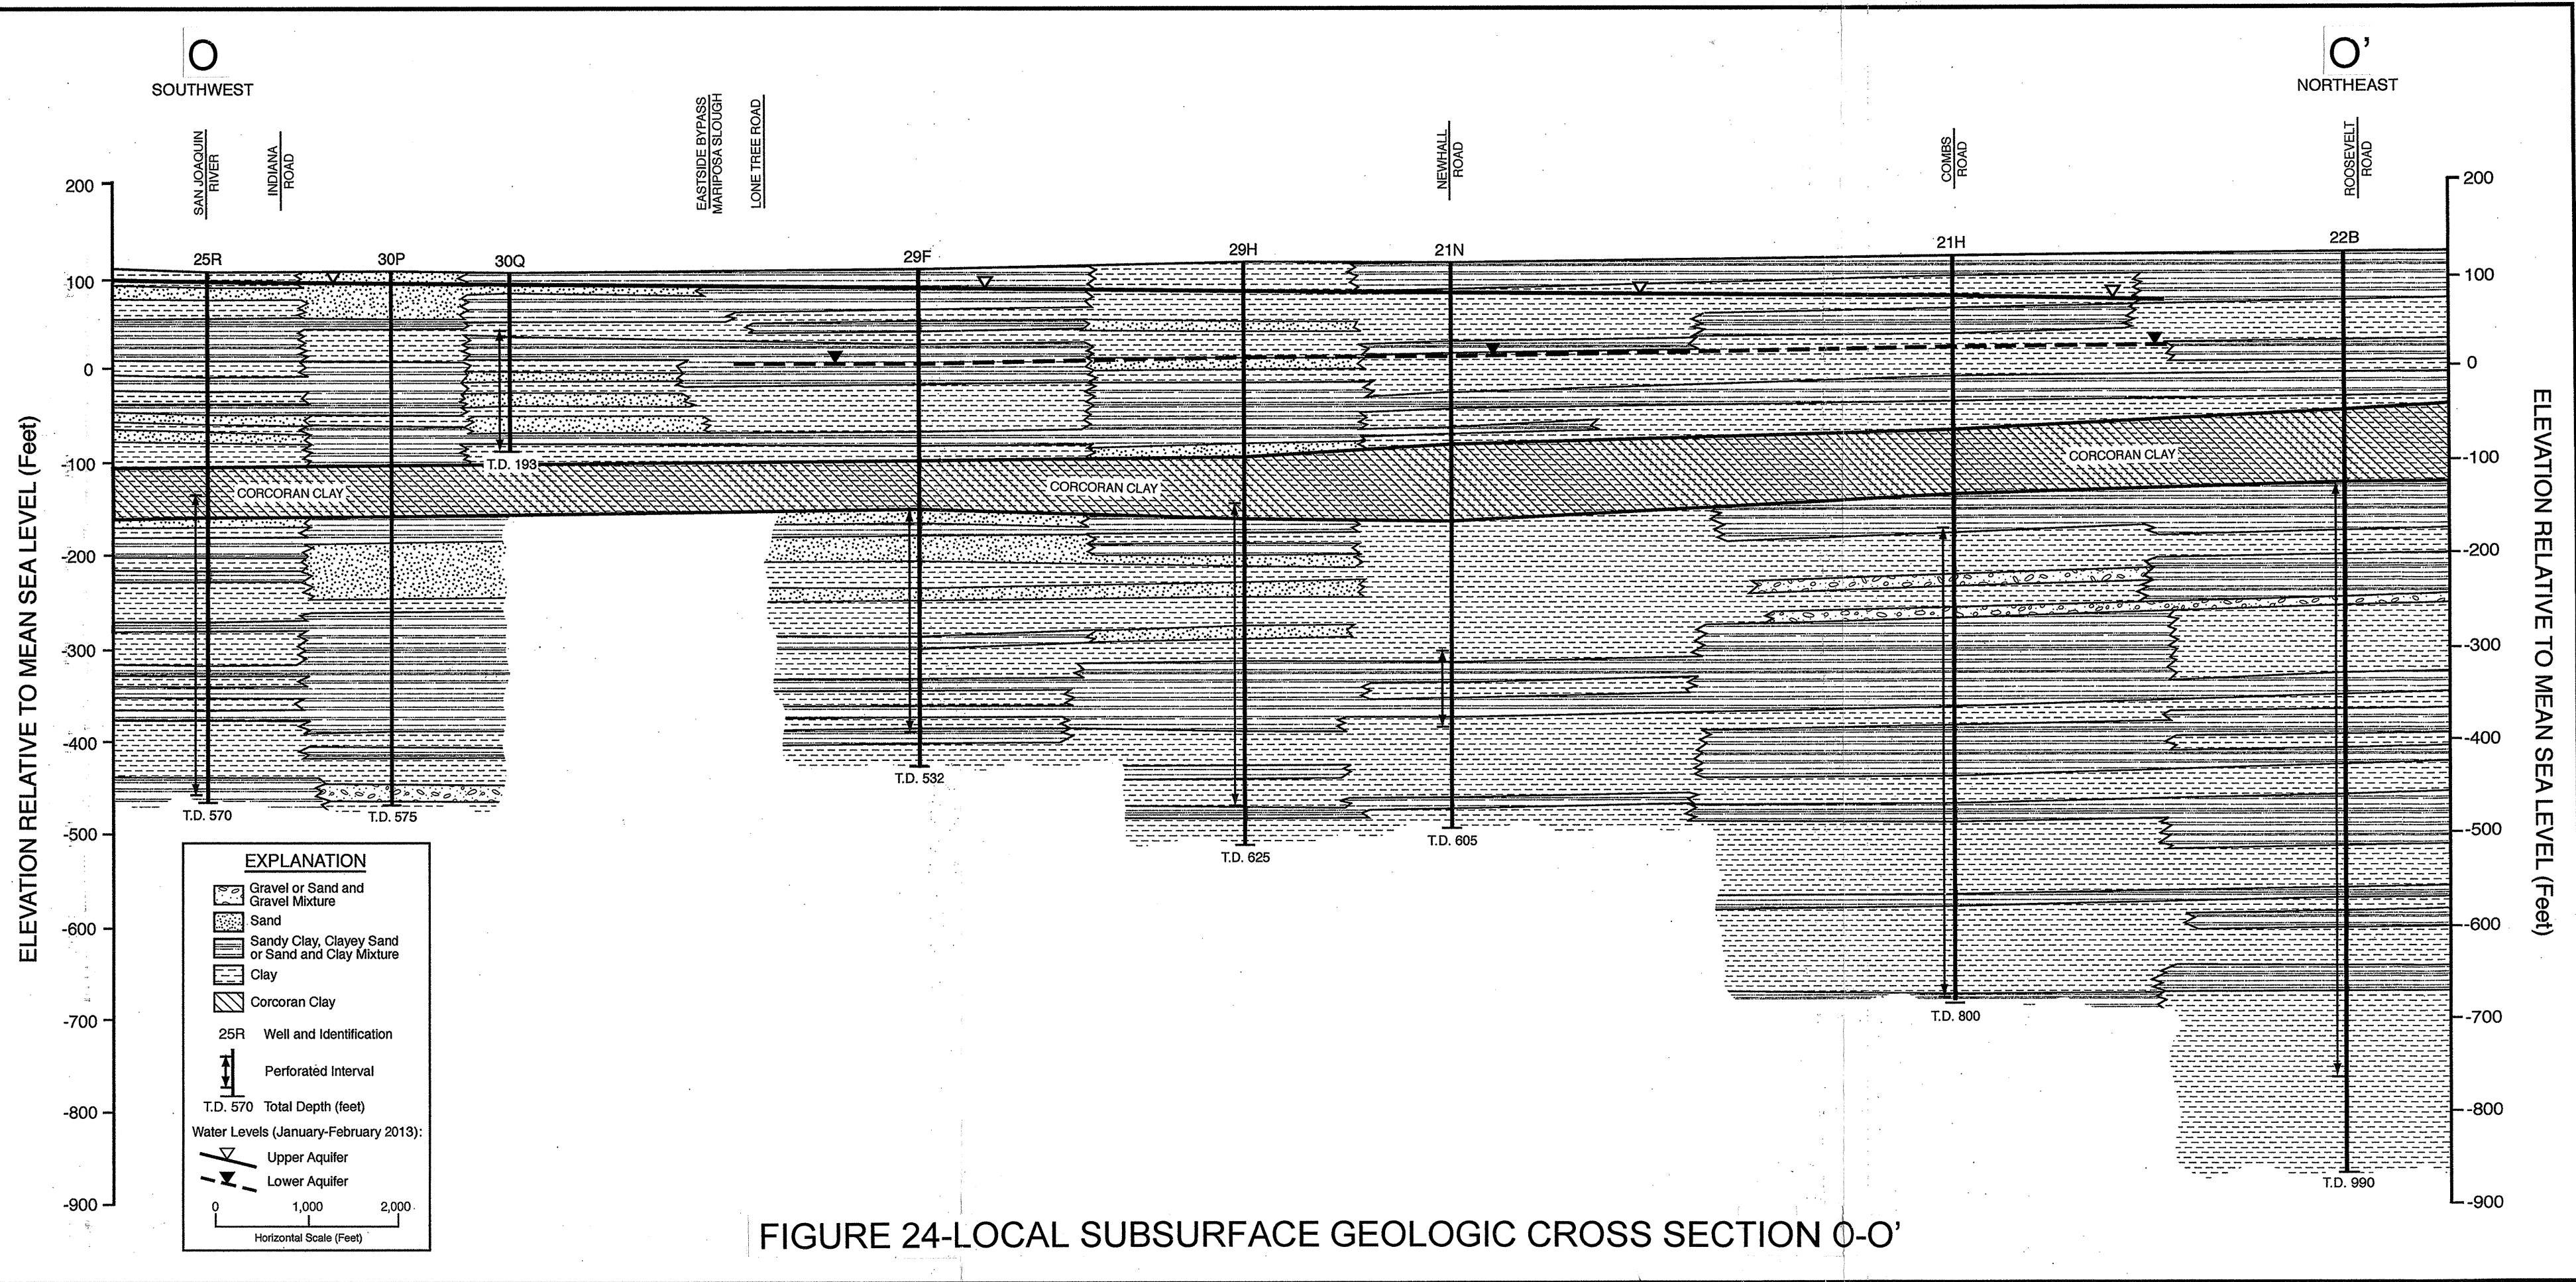 O
SOUTHWEST
O'
NORTHEAST
SAN JOAQUIN
RIVER
INDIANA
ROAD
EASTSIDE BYPASS
MARIPOSA SLOUGH
LONE TREE ROAD
NEWHALL
ROAD
COMBS
ROAD
ROOSEVELT
ROAD
25R
30P
30Q
29F
29H
21N
21H
22B
ELEVATION RELATIVE TO MEAN SEA LEVEL (Feet)
200
100
0
-100
-200
-300
-400
-500
-600
-700
-800
-900
CORCORAN CLAY
CORCORAN CLAY
CORCORAN CLAY
T.D. 193
T.D. 570
T.D. 575
T.D. 532
T.D. 625
T.D. 605
T.D. 800
T.D. 990
200
100
0
-100
-200
-300
-400
-500
-600
-700
-800
-900
ELEVATION RELATIVE TO MEAN SEA LEVEL (Feet)
EXPLANATION
Gravel or Sand and
Gravel Mixture
Sand
Sandy Clay, Clayey Sand
or Sand and Clay Mixture
Clay
Corcoran Clay
25R Well and Identification
Perforated Interval
T.D. 570 Total Depth (feet)
Water Levels (January-February 2013):
Upper Aquifer
Lower Aquifer
0 1,000 2,000
Horizontal Scale (Feet)
FIGURE 24-LOCAL SUBSURFACE GEOLOGIC CROSS SECTION O-O'